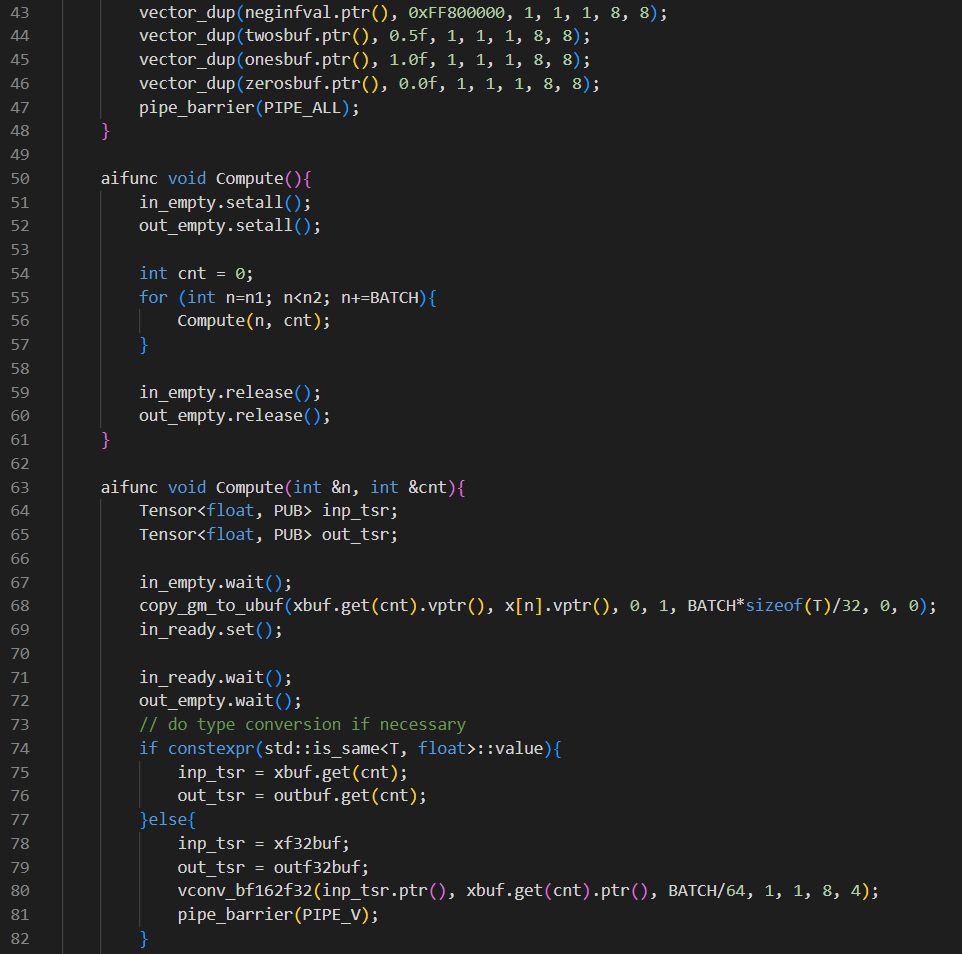 43 vector_dup(neginfval.ptr(), 0xFF800000, 1, 1, 1, 8, 8);
44 vector_dup(twosbuf.ptr(), 0.5f, 1, 1, 1, 8, 8);
45 vector_dup(onesbuf.ptr(), 1.0f, 1, 1, 1, 8, 8);
46 vector_dup(zerosbuf.ptr(), 0.0f, 1, 1, 1, 8, 8);
47 pipe_barrier(PIPE_ALL);
48 }
49
50 aifunc void Compute(){
51 in_empty.setall();
52 out_empty.setall();
53
54 int cnt = 0;
55 for (int n=n1; n<n2; n+=BATCH){
56 Compute(n, cnt);
57 }
58
59 in_empty.release();
60 out_empty.release();
61 }
62
63 aifunc void Compute(int &n, int &cnt){
64 Tensor<float, PUB> inp_tsr;
65 Tensor<float, PUB> out_tsr;
66
67 in_empty.wait();
68 copy_gm_to_ubuf(xbuf.get(cnt).vptr(), x[n].vptr(), 0, 1, BATCH*sizeof(T)/32, 0, 0);
69 in_ready.set();
70
71 in_ready.wait();
72 out_empty.wait();
73 // do type conversion if necessary
74 if constexpr(std::is_same<T, float>::value){
75 inp_tsr = xbuf.get(cnt);
76 out_tsr = outbuf.get(cnt);
77 }else{
78 inp_tsr = xf32buf;
79 out_tsr = outf32buf;
80 vconv_bf162f32(inp_tsr.ptr(), xbuf.get(cnt).ptr(), BATCH/64, 1, 1, 8, 4);
81 pipe_barrier(PIPE_V);
82 }